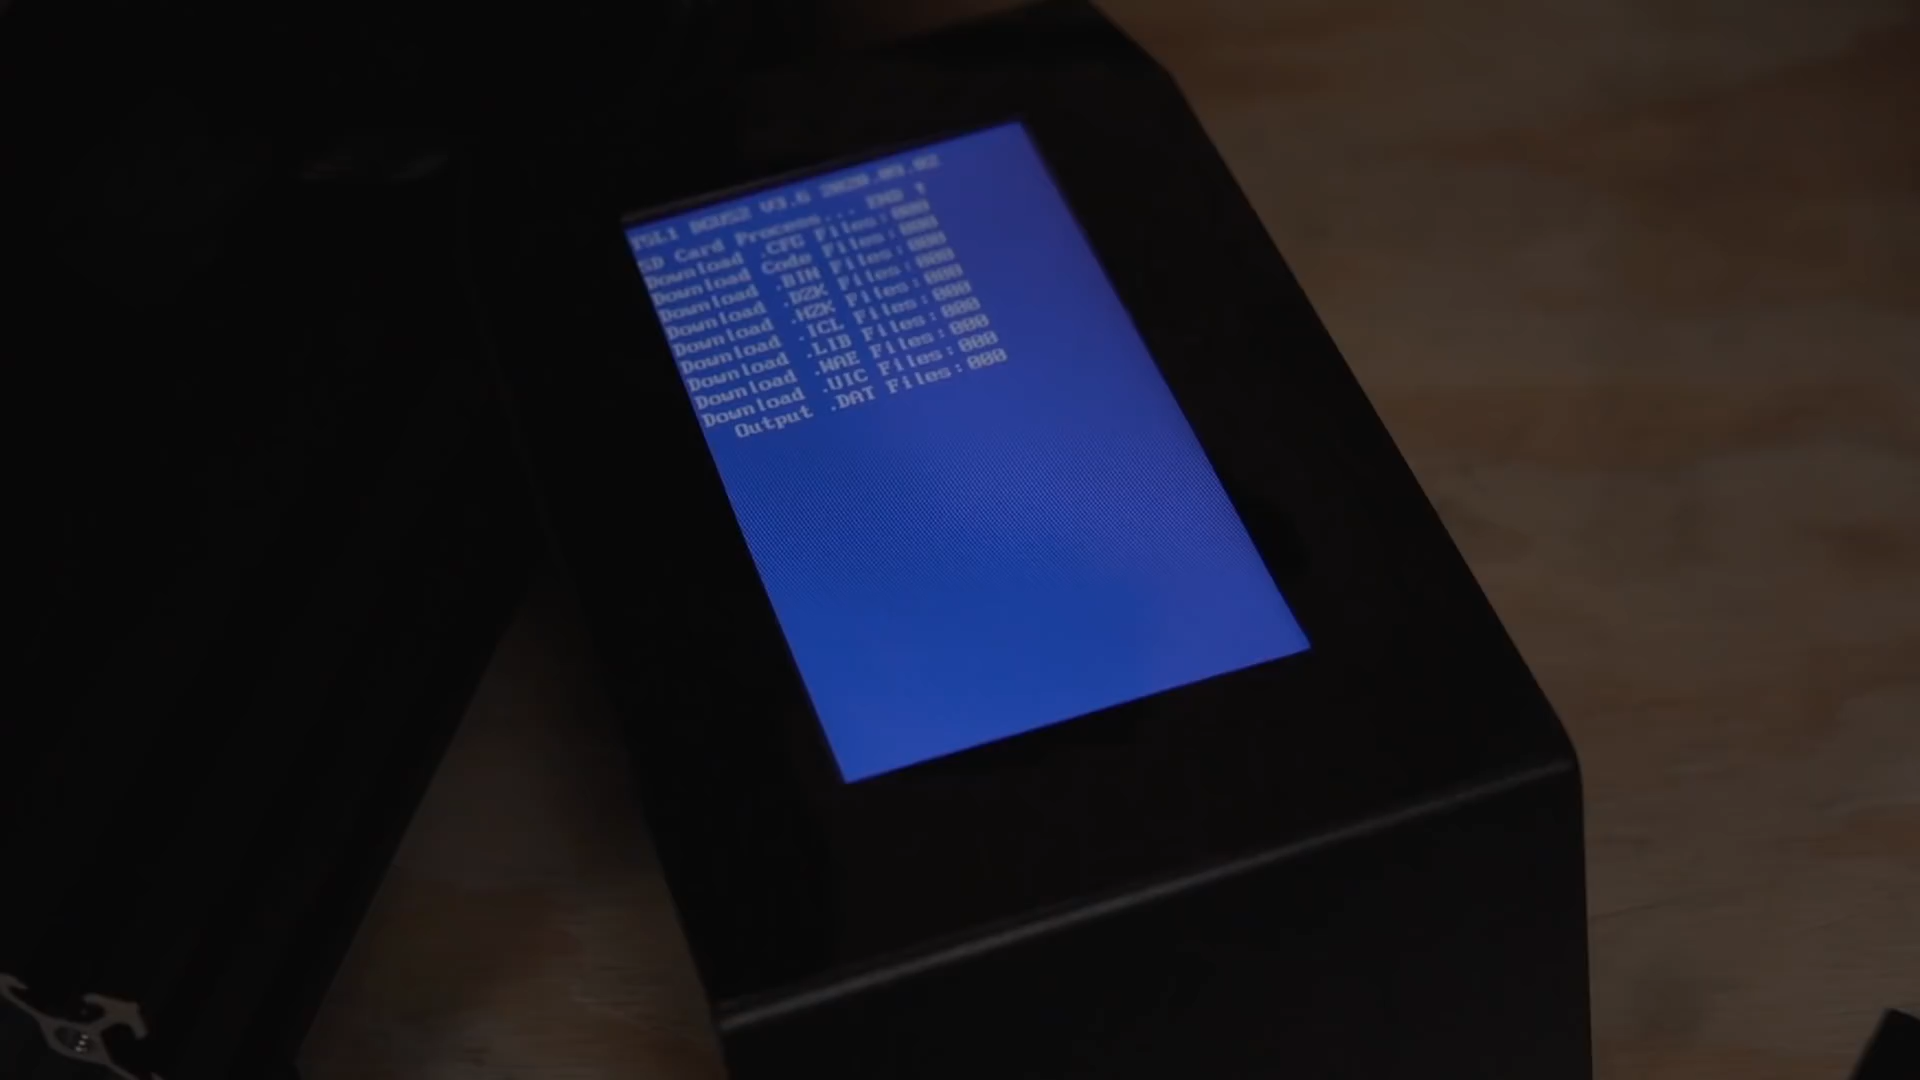 T5L1 DGUS2 V3.6 2020.09.02
SD Card Process... END !
Download .CFG Files:000
Download Code Files:000
Download .BIN Files:000
Download .DZK Files:000
Download .HZK Files:000
Download .ICL Files:000
Download .LIB Files:000
Download .WAE Files:000
Download .UIC Files:000
Output .DAT Files:000